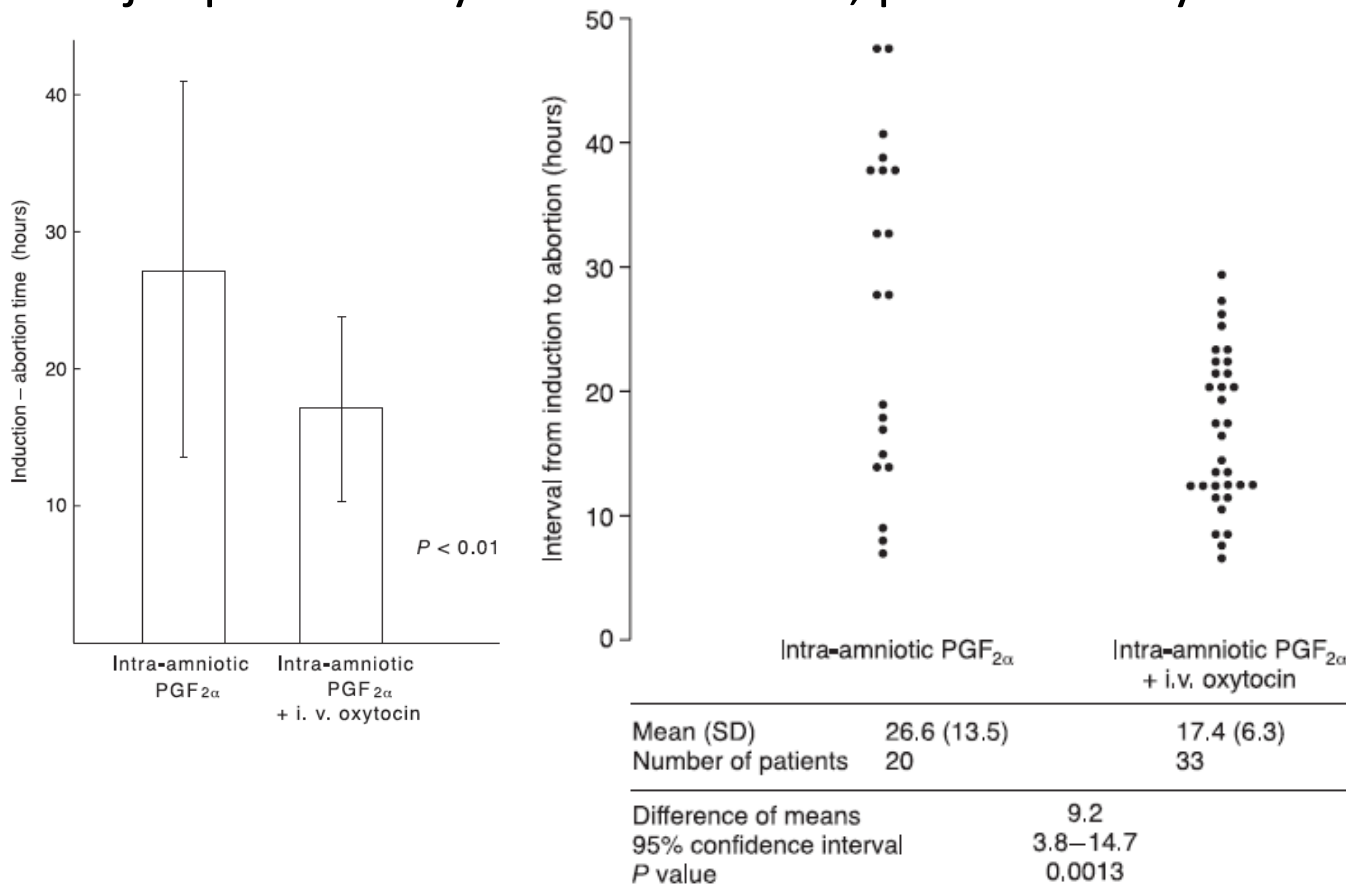 40
30
20
10
Induction – abortion time (hours)
P < 0.01
Intra-amniotic
PGF2α
Intra-amniotic
PGF2α
+ i. v. oxytocin
50
40
30
20
10
0
Interval from induction to abortion (hours)
Intra-amniotic PGF2α
Intra-amniotic PGF2α
+ i.v. oxytocin
Mean (SD) 26.6 (13.5) 17.4 (6.3)
Number of patients 20 33
Difference of means 9.2
95% confidence interval 3.8–14.7
P value 0.0013